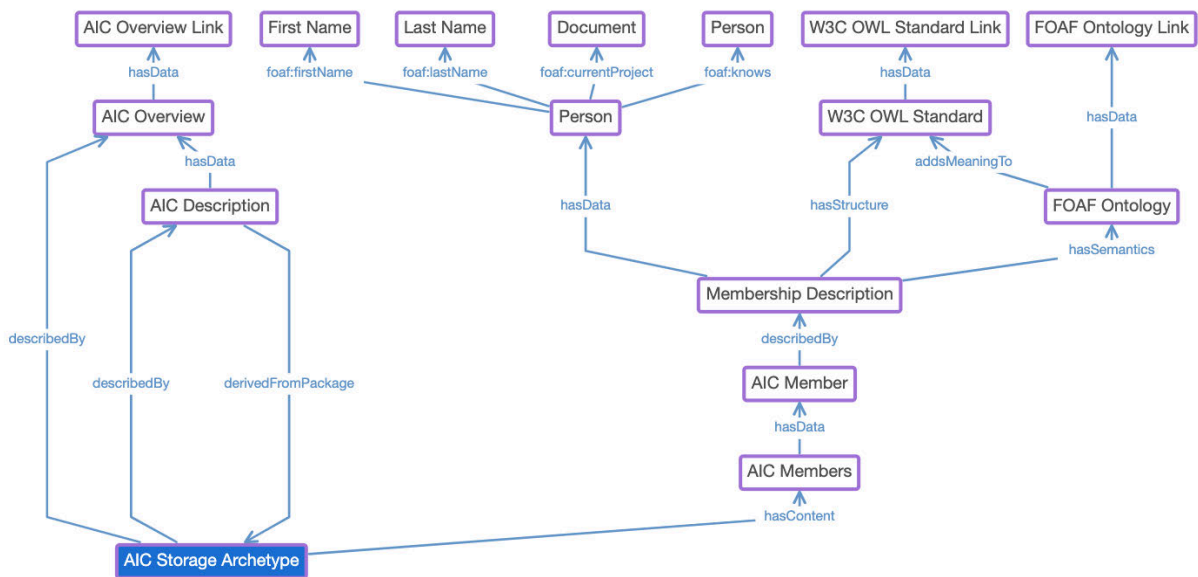 AIC Overview Link
First Name
Last Name
Document
Person
W3C OWL Standard Link
FOAF Ontology Link
hasData
foaf:firstName
foaf:lastName
foaf:currentProject
foaf:knows
hasData
AIC Overview
Person
W3C OWL Standard
hasData
hasData
addsMeaningTo
AIC Description
hasData
hasStructure
FOAF Ontology
hasSemantics
Membership Description
describedBy
describedBy
describedBy
derivedFromPackage
AIC Member
hasData
AIC Members
hasContent
AIC Storage Archetype